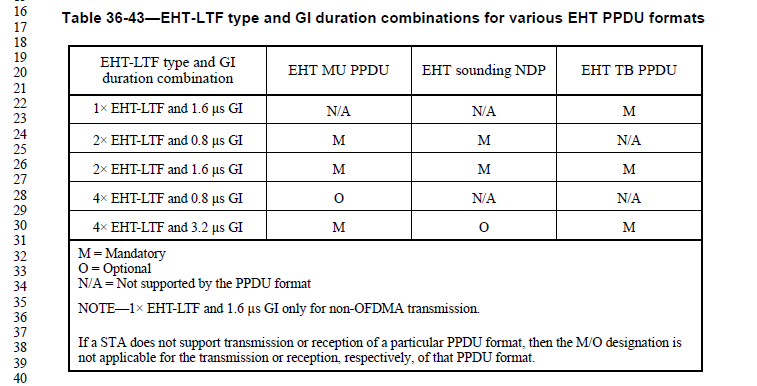 16
17
18
19
20
21
22
23
24
25
26
27
28
29
30
31
32
33
34
35
36
37
38
39
40
Table 36-43—EHT-LTF type and GI duration combinations for various EHT PPDU formats
EHT-LTF type and GI duration combination EHT MU PPDU EHT sounding NDP EHT TB PPDU
1× EHT-LTF and 1.6 µs GI N/A N/A M
2× EHT-LTF and 0.8 µs GI M M N/A
2× EHT-LTF and 1.6 µs GI M M M
4× EHT-LTF and 0.8 µs GI O N/A N/A
4× EHT-LTF and 3.2 µs GI M O M
M = Mandatory
O = Optional
N/A = Not supported by the PPDU format
NOTE—1× EHT-LTF and 1.6 µs GI only for non-OFDMA transmission.
If a STA does not support transmission or reception of a particular PPDU format, then the M/O designation is
not applicable for the transmission or reception, respectively, of that PPDU format.